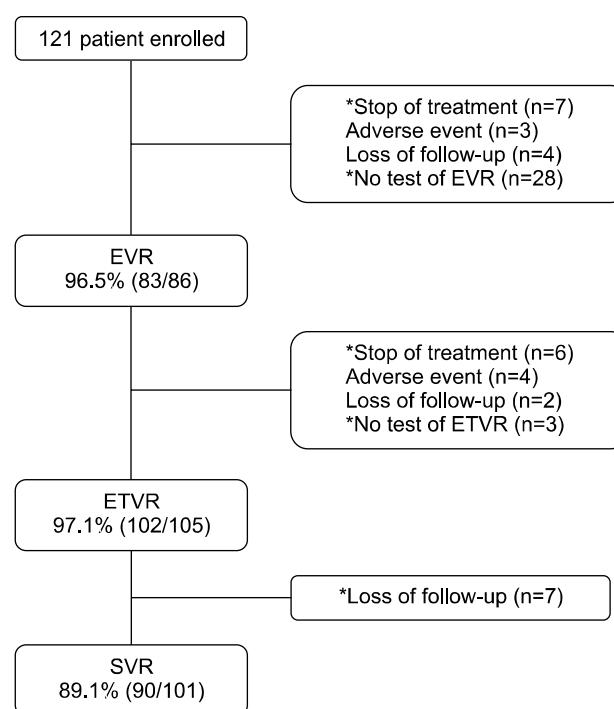 121 patient enrolled
*Stop of treatment (n=7)
Adverse event (n=3)
Loss of follow-up (n=4)
*No test of EVR (n=28)
EVR
96.5% (83/86)
*Stop of treatment (n=6)
Adverse event (n=4)
Loss of follow-up (n=2)
*No test of ETVR (n=3)
ETVR
97.1% (102/105)
*Loss of follow-up (n=7)
SVR
89.1% (90/101)